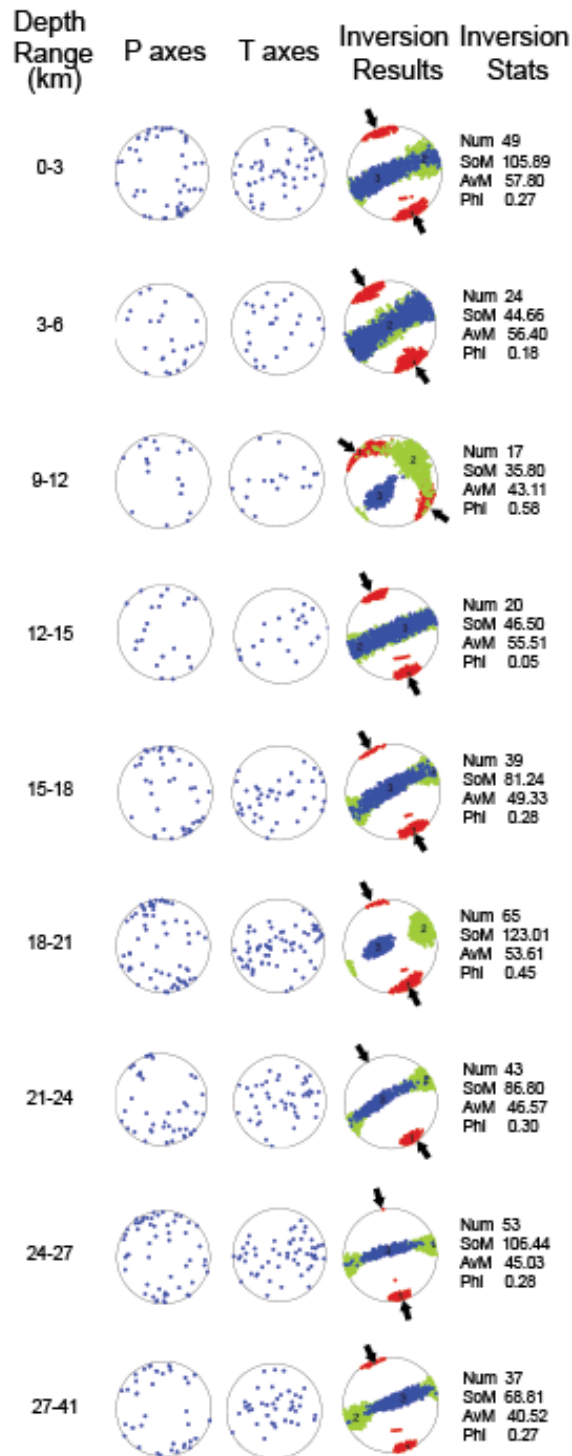 Depth Range (km) P axes T axes Inversion Results Inversion Stats
0-3
Num 49
SoM 105.89
AvM 57.80
Phi 0.27
3-6
Num 24
SoM 44.66
AvM 56.40
Phi 0.18
9-12
Num 17
SoM 35.80
AvM 43.11
Phi 0.58
12-15
Num 20
SoM 46.50
AvM 55.51
Phi 0.05
15-18
Num 39
SoM 81.24
AvM 49.33
Phi 0.28
18-21
Num 65
SoM 123.01
AvM 53.61
Phi 0.45
21-24
Num 43
SoM 86.80
AvM 46.57
Phi 0.30
24-27
Num 53
SoM 106.44
AvM 45.03
Phi 0.28
27-41
Num 37
SoM 68.81
AvM 40.52
Phi 0.27